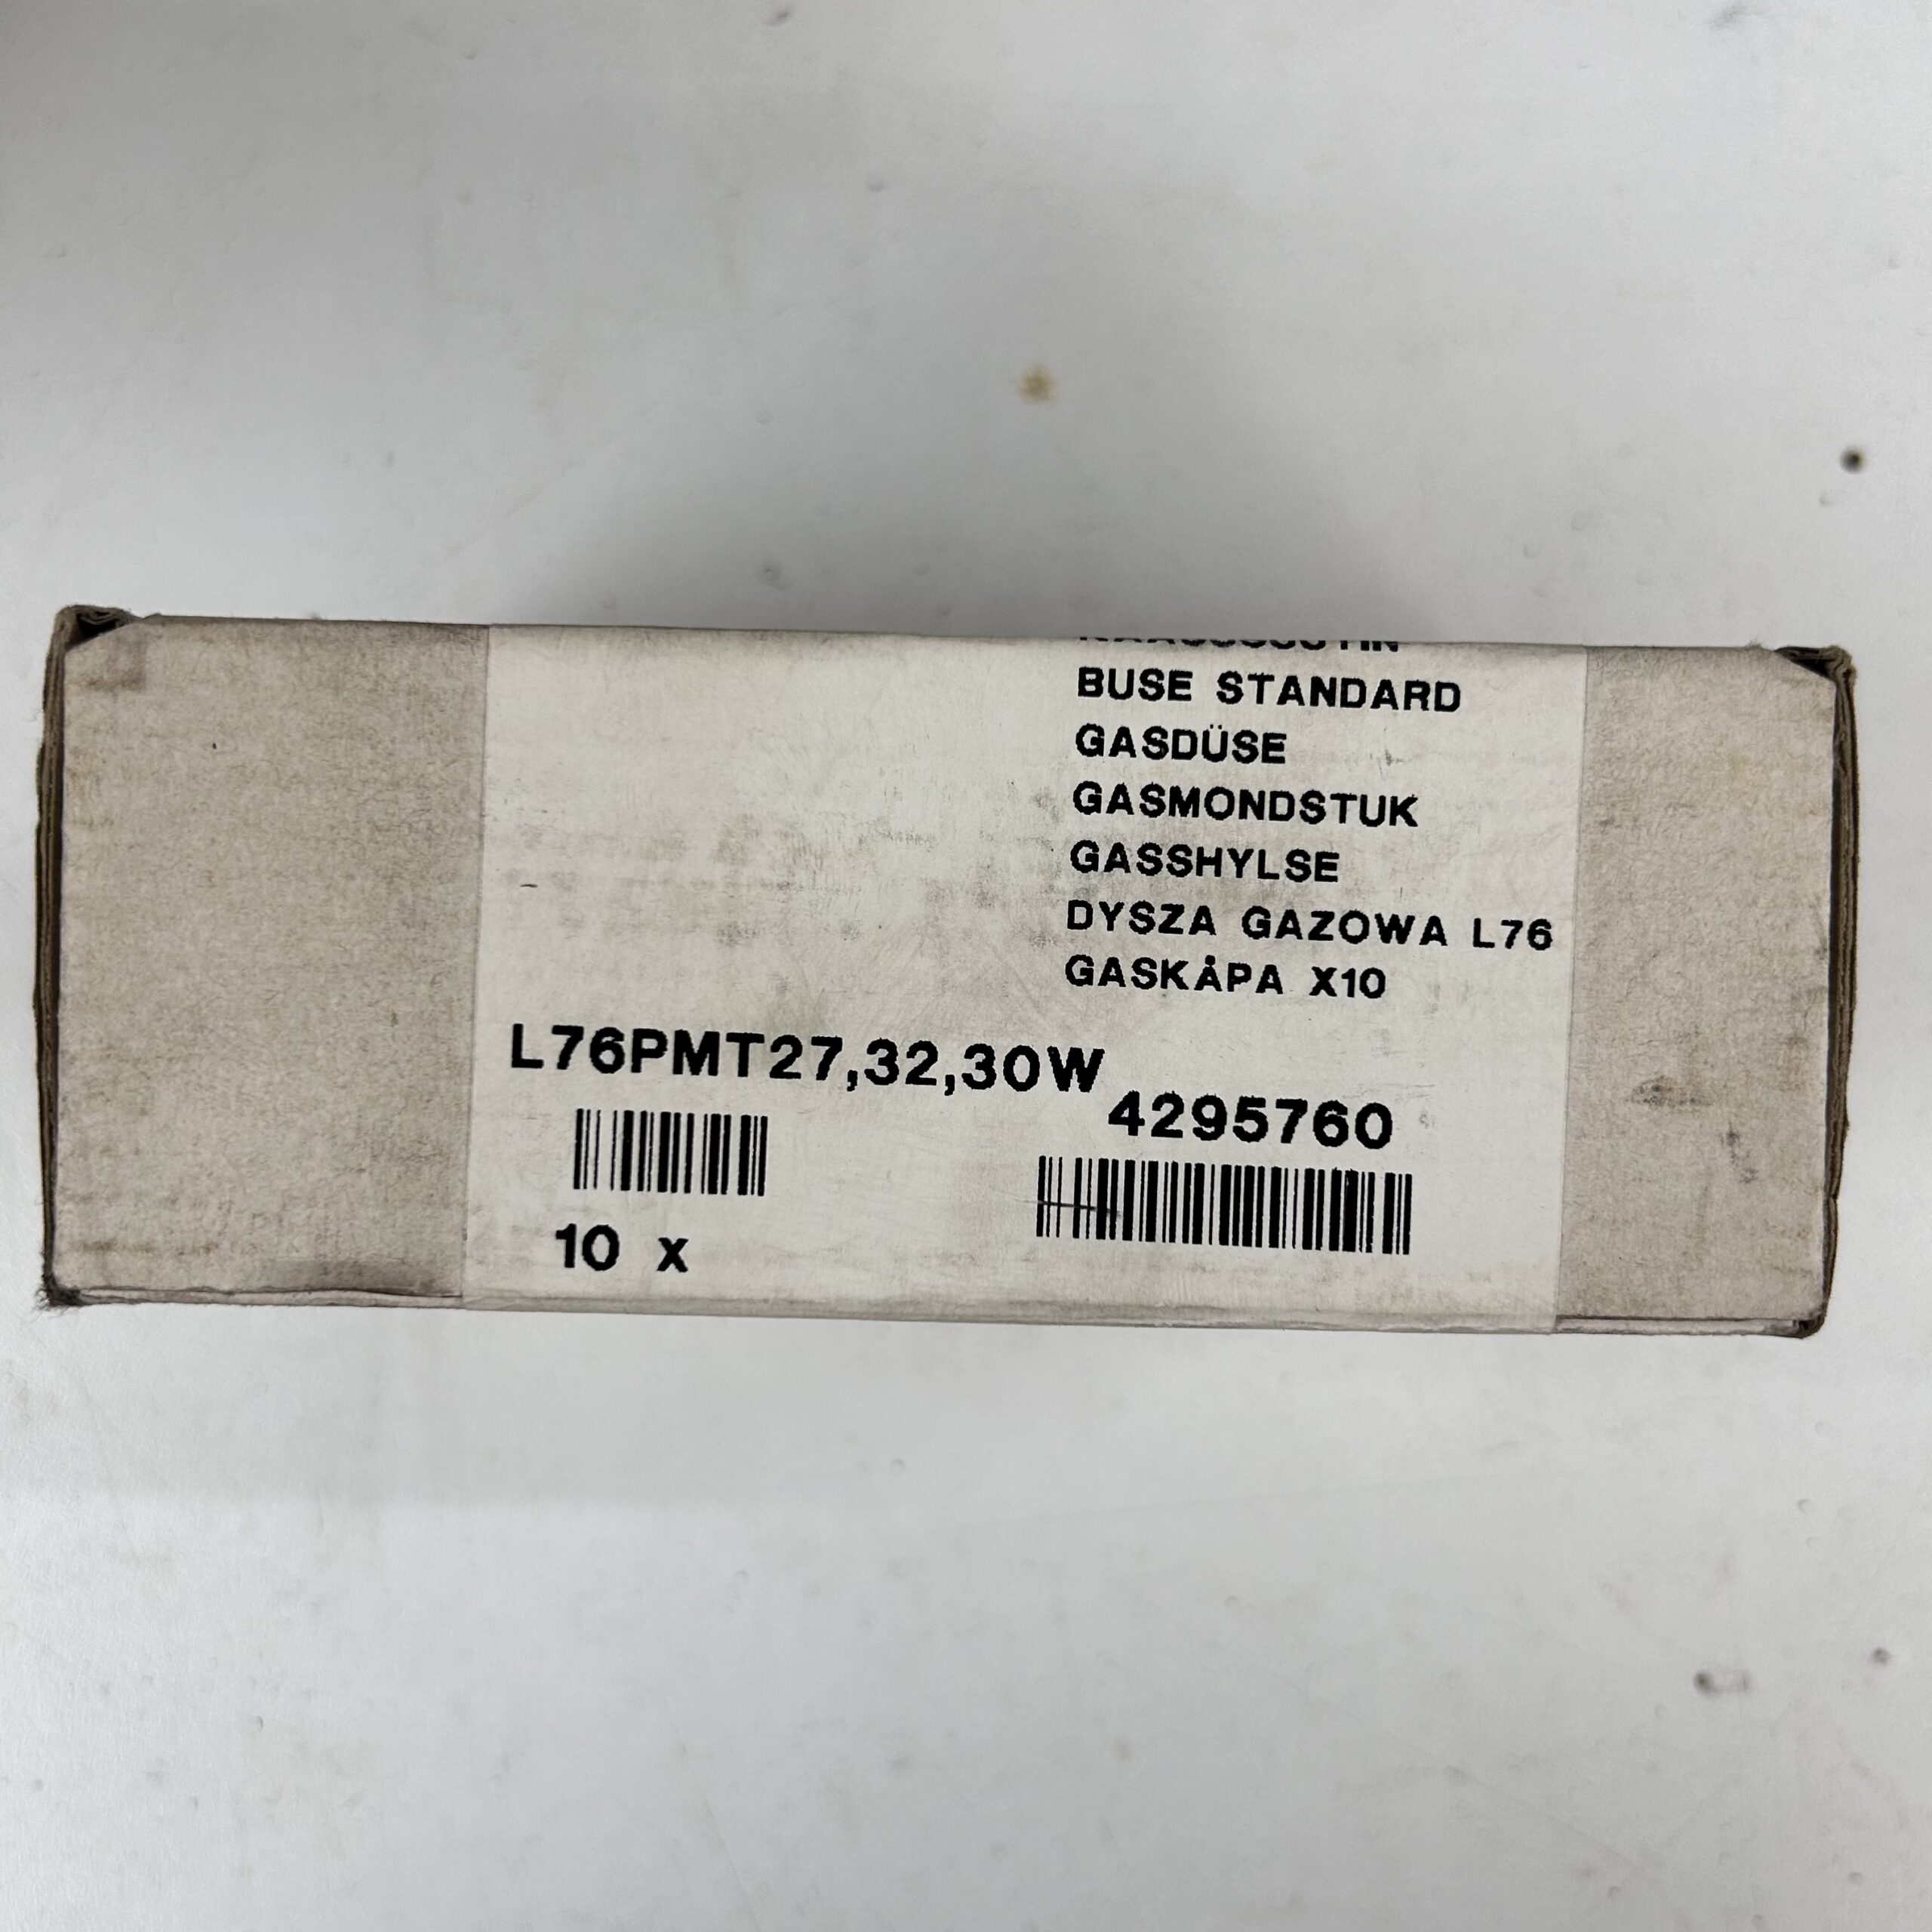 BUSE STANDARD
GASDÜSE
GASMONDSTUK
GASSHYLSE
DYSZA GAZOWA L76
GASKÅPA X10
L76PMT27,32,30W
4295760
10 x